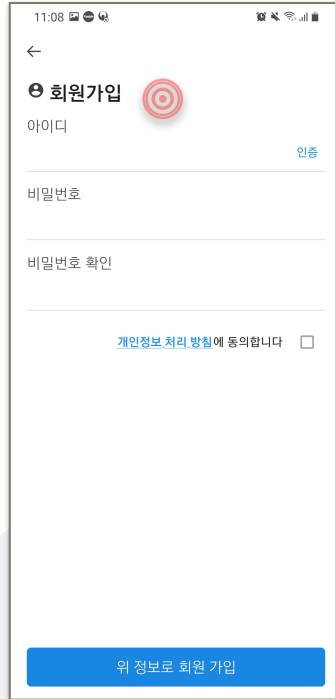 11:08
회원가입
아이디
인증
비밀번호
비밀번호 확인
개인정보 처리 방침에 동의합니다
위 정보로 회원 가입